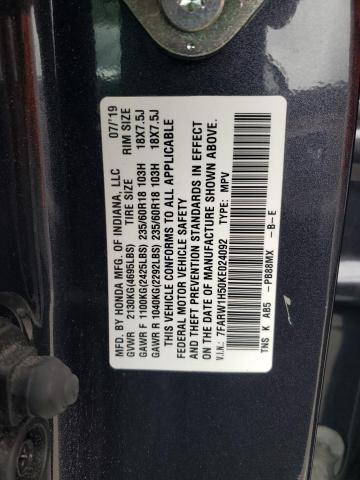 MFD. BY HONDA MFG. OF INDIANA, LLC 07/'19
GVWR 2130KG(4695LBS) TIRE SIZE RIM SIZE
GAWR F 1100KG(2425LBS) 235/60R18 103H 18X7.5J
GAWR R 1040KG(2292LBS) 235/60R18 103H 18X7.5J
THIS VEHICLE CONFORMS TO ALL APPLICABLE
FEDERAL MOTOR VEHICLE SAFETY
AND THEFT PREVENTION STANDARDS IN EFFECT
ON THE DATE OF MANUFACTURE SHOWN ABOVE.
V.I.N.: 7FARW1H50KE024092 TYPE: MPV
TNS K AB5 -PB88MX -B-E